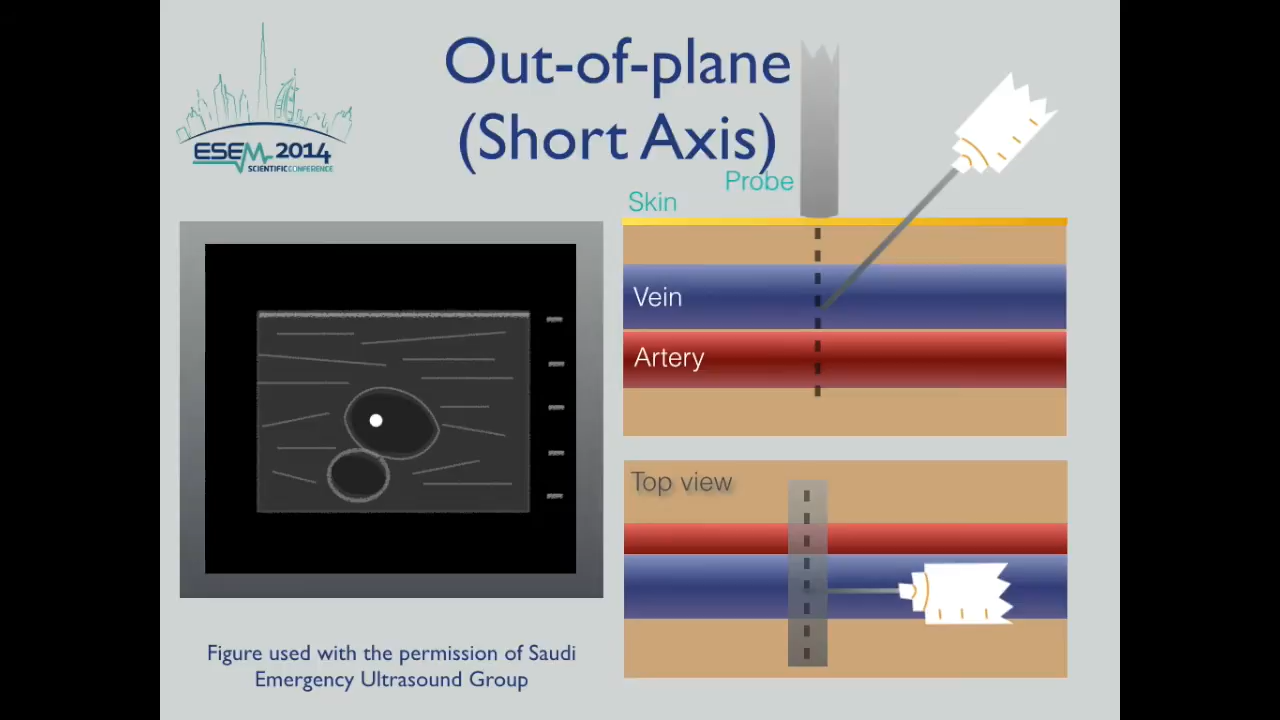 Out-of-plane
(Short Axis)
ESEM 2014
SCIENTIFIC CONFERENCE
Probe
Skin
Vein
Artery
Top view
Figure used with the permission of Saudi
Emergency Ultrasound Group